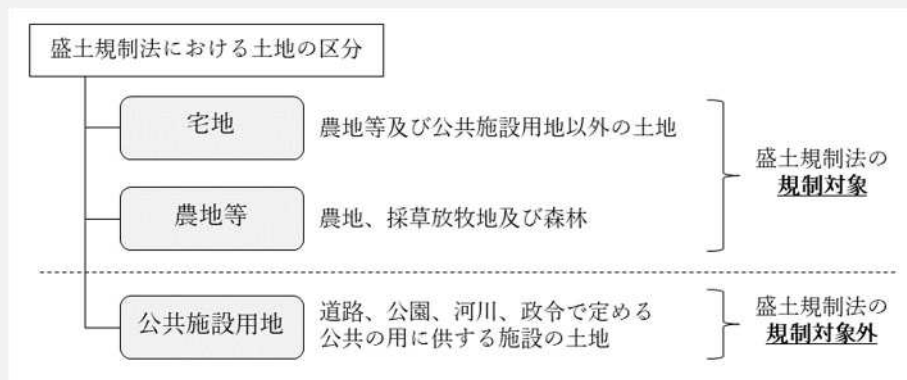 盛土規制法における土地の区分
宅地
農地等及び公共施設用地以外の土地
盛土規制法の
規制対象
農地等
農地、採草放牧地及び森林
公共施設用地
道路、公園、河川、政令で定める
公共の用に供する施設の土地
盛土規制法の
規制対象外